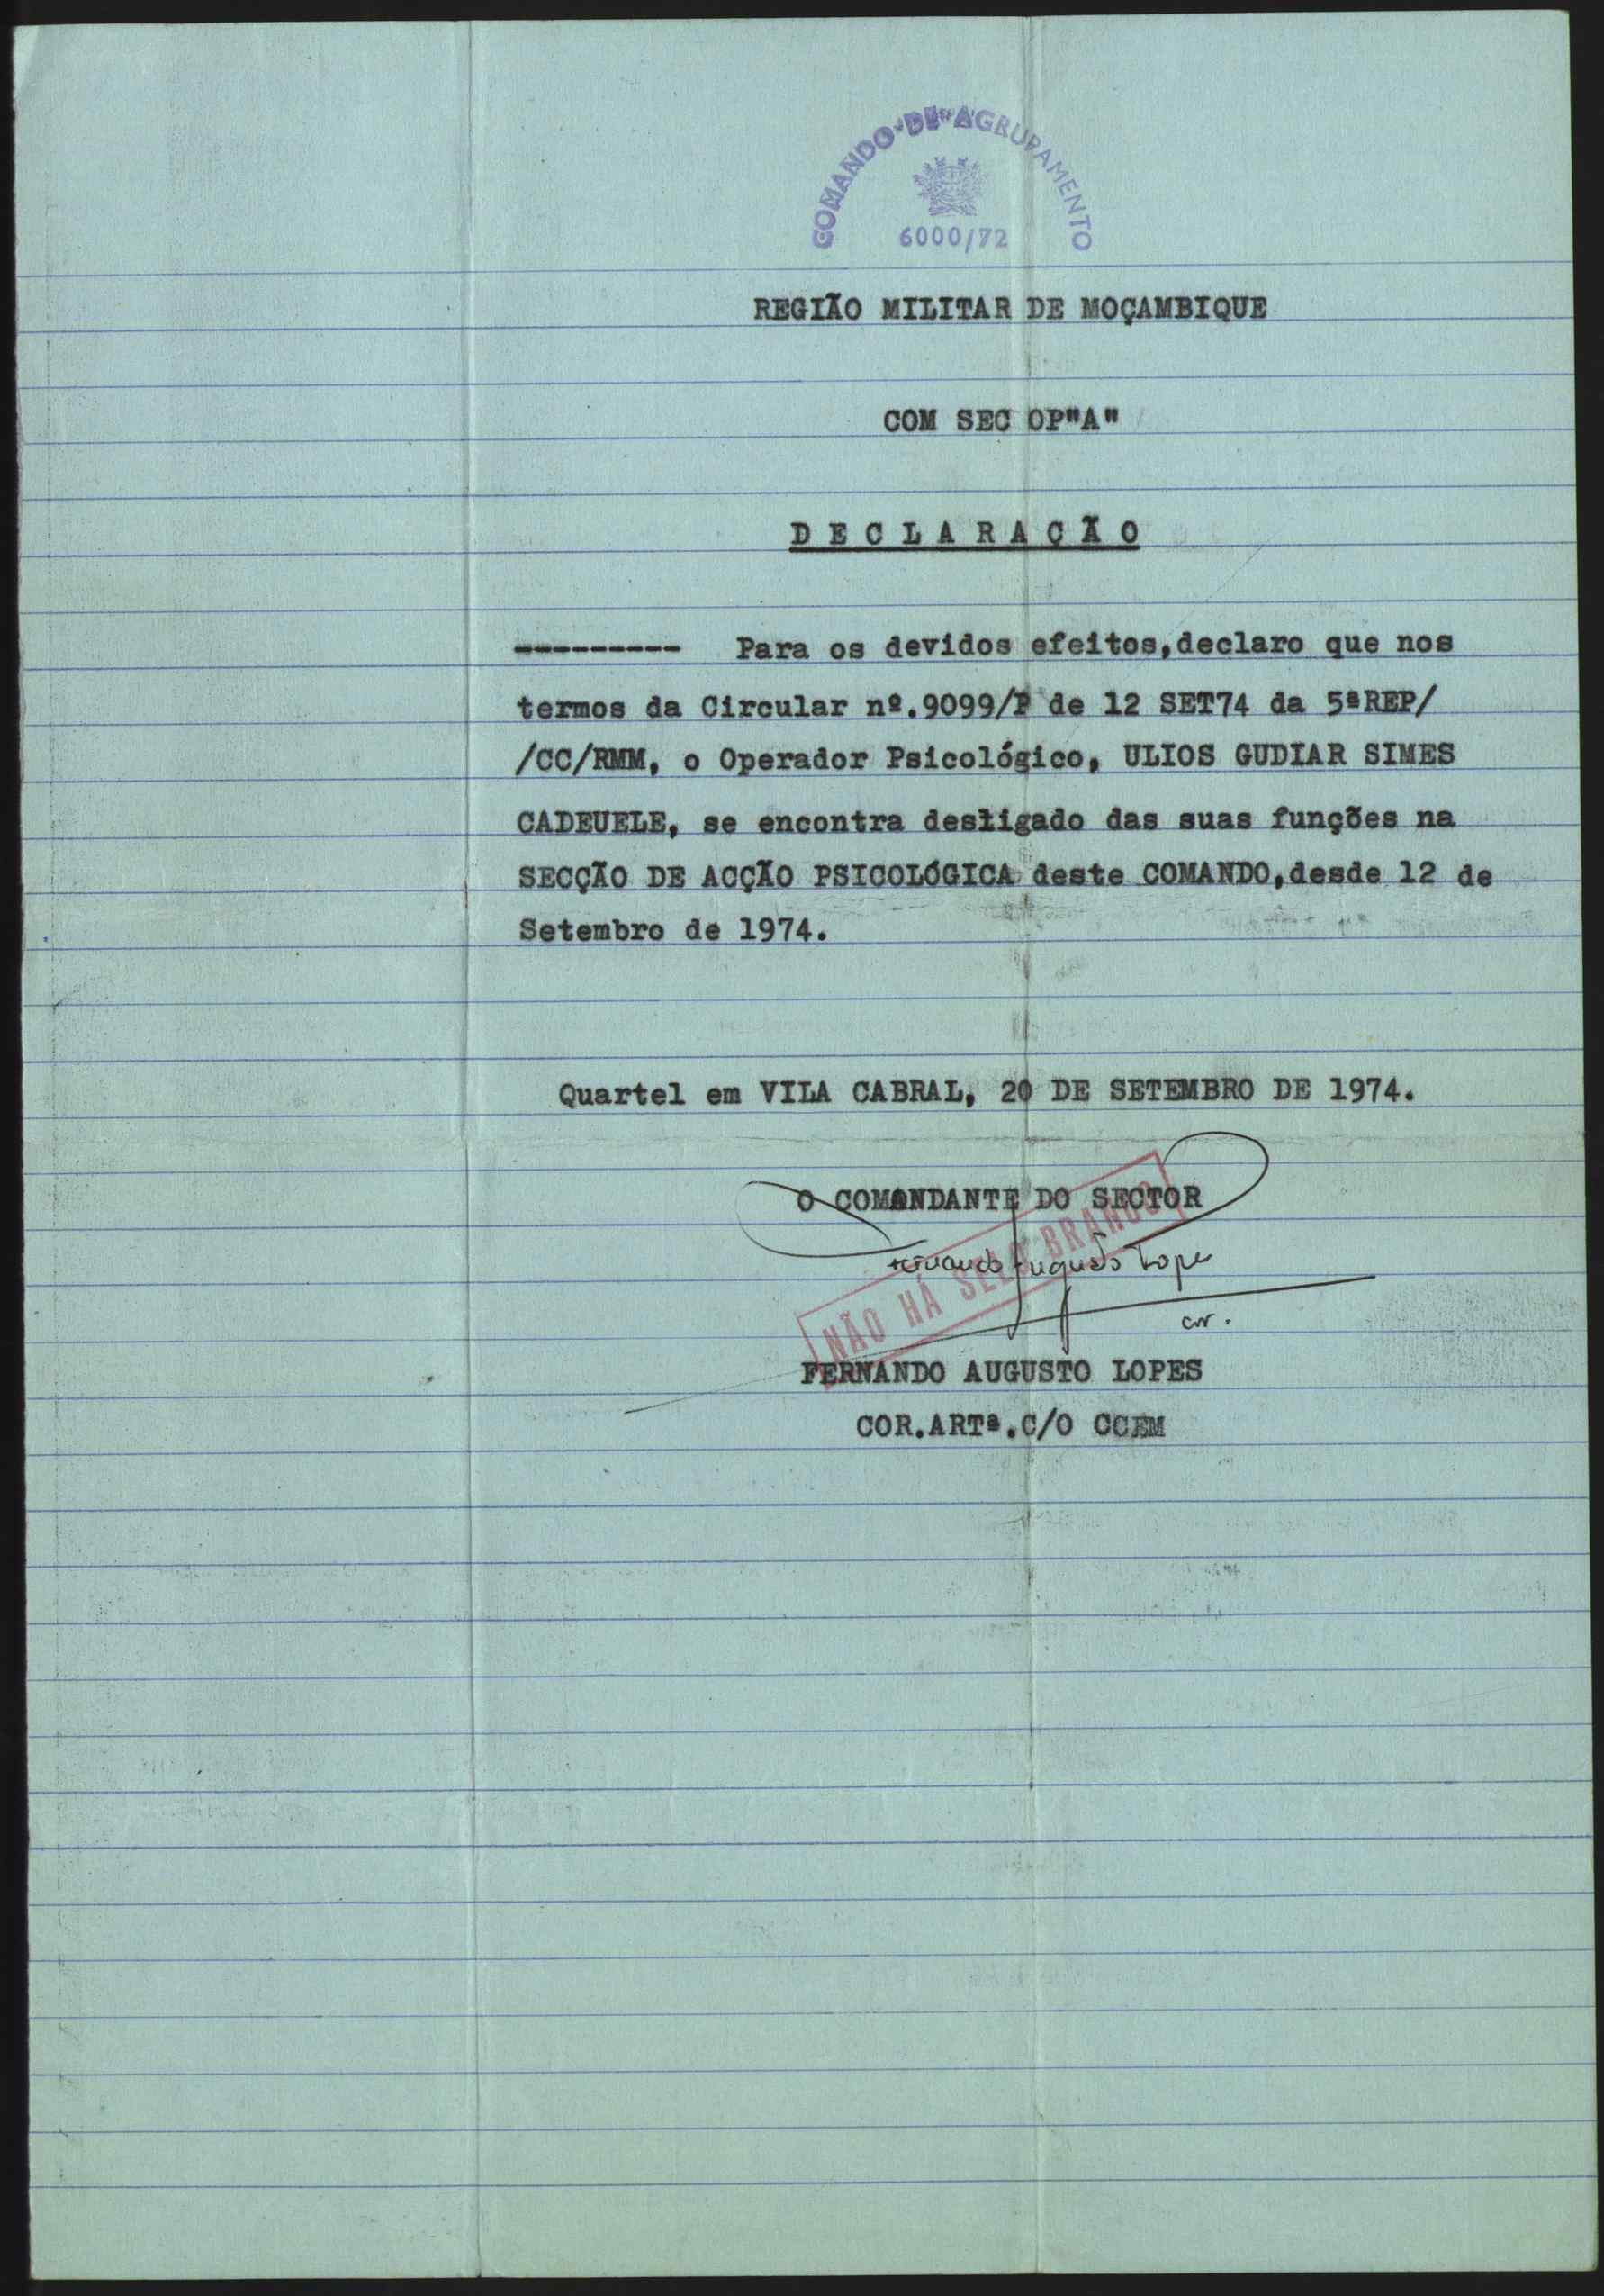 COMANDO-DE-AGRUPAMENTO
6000/72
REGIÃO MILITAR DE MOÇAMBIQUE
COM SEC OP"A"
D E C L A R A Ç Ã O
--------- Para os devidos efeitos,declaro que nos
termos da Circular nº.9099/P de 12 SET74 da 5ªREP/
/CC/RMM, o Operador Psicológico, ULIOS GUDIAR SIMES
CADEUELE, se encontra desligado das suas funções na
SECÇÃO DE ACÇÃO PSICOLÓGICA deste COMANDO,desde 12 de
Setembro de 1974.
Quartel em VILA CABRAL, 20 DE SETEMBRO DE 1974.
O COMANDANTE DO SECTOR
Fernando Augusto Lopes
cor.
NÃO HÁ SELO BRANCO
FERNANDO AUGUSTO LOPES
COR.ARTª.C/O CCEM